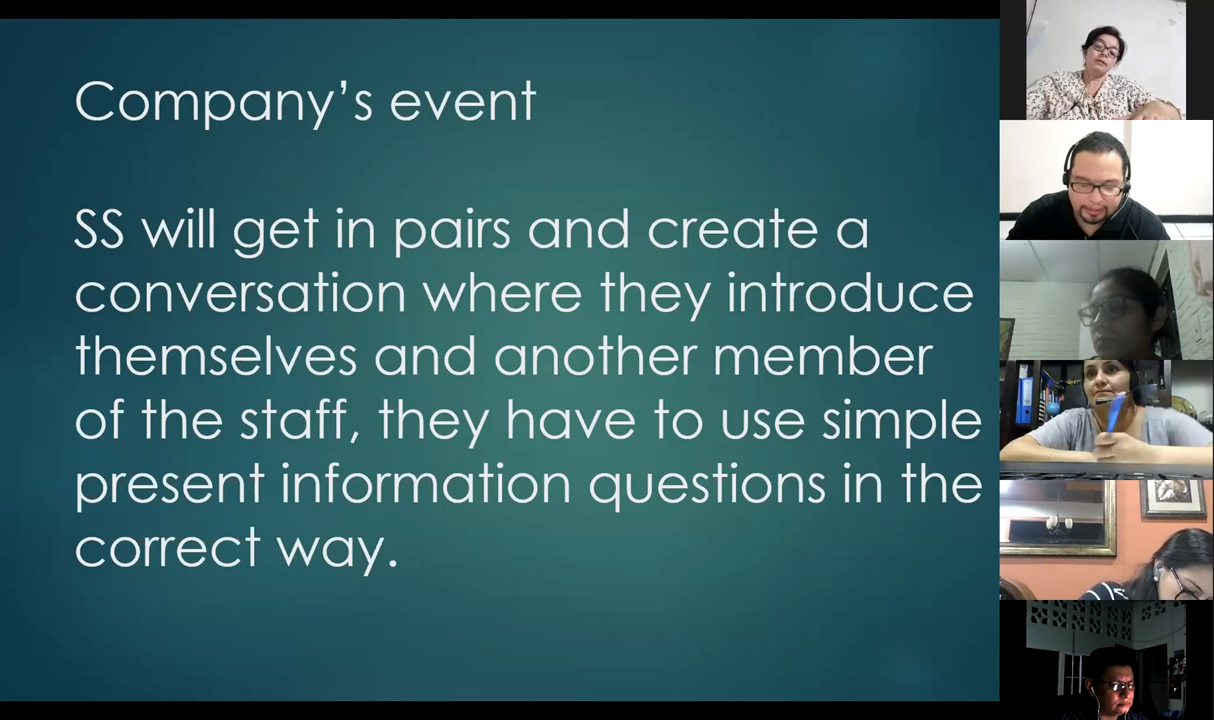 Company’s event
SS will get in pairs and create a
conversation where they introduce
themselves and another member
of the staff, they have to use simple
present information questions in the
correct way.